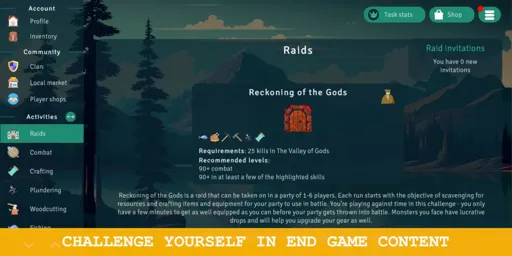 Account
Profile
Inventory
Community
Clan
Local market
Player shops
Activities
Raids
Combat
Crafting
Plundering
Woodcutting
Fishing
Task stats
Shop
Raids
Raid invitations
You have 0 new
invitations
Reckoning of the Gods
Requirements: 25 kills in The Valley of Gods
Recommended levels:
90+ combat
90+ in at least a few of the highlighted skills
Reckoning of the Gods is a raid that can be taken on in a party of 1-6 players. Each run starts with the objective of scavenging for
resources and crafting items and equipment for your party to use in battle. You're playing against time in this challenge - you only
have a few minutes to get as well equipped as you can before your party gets thrown into battle. Monsters you face have lucrative
drops and will help you upgrade your gear as well.
CHALLENGE YOURSELF IN END GAME CONTENT